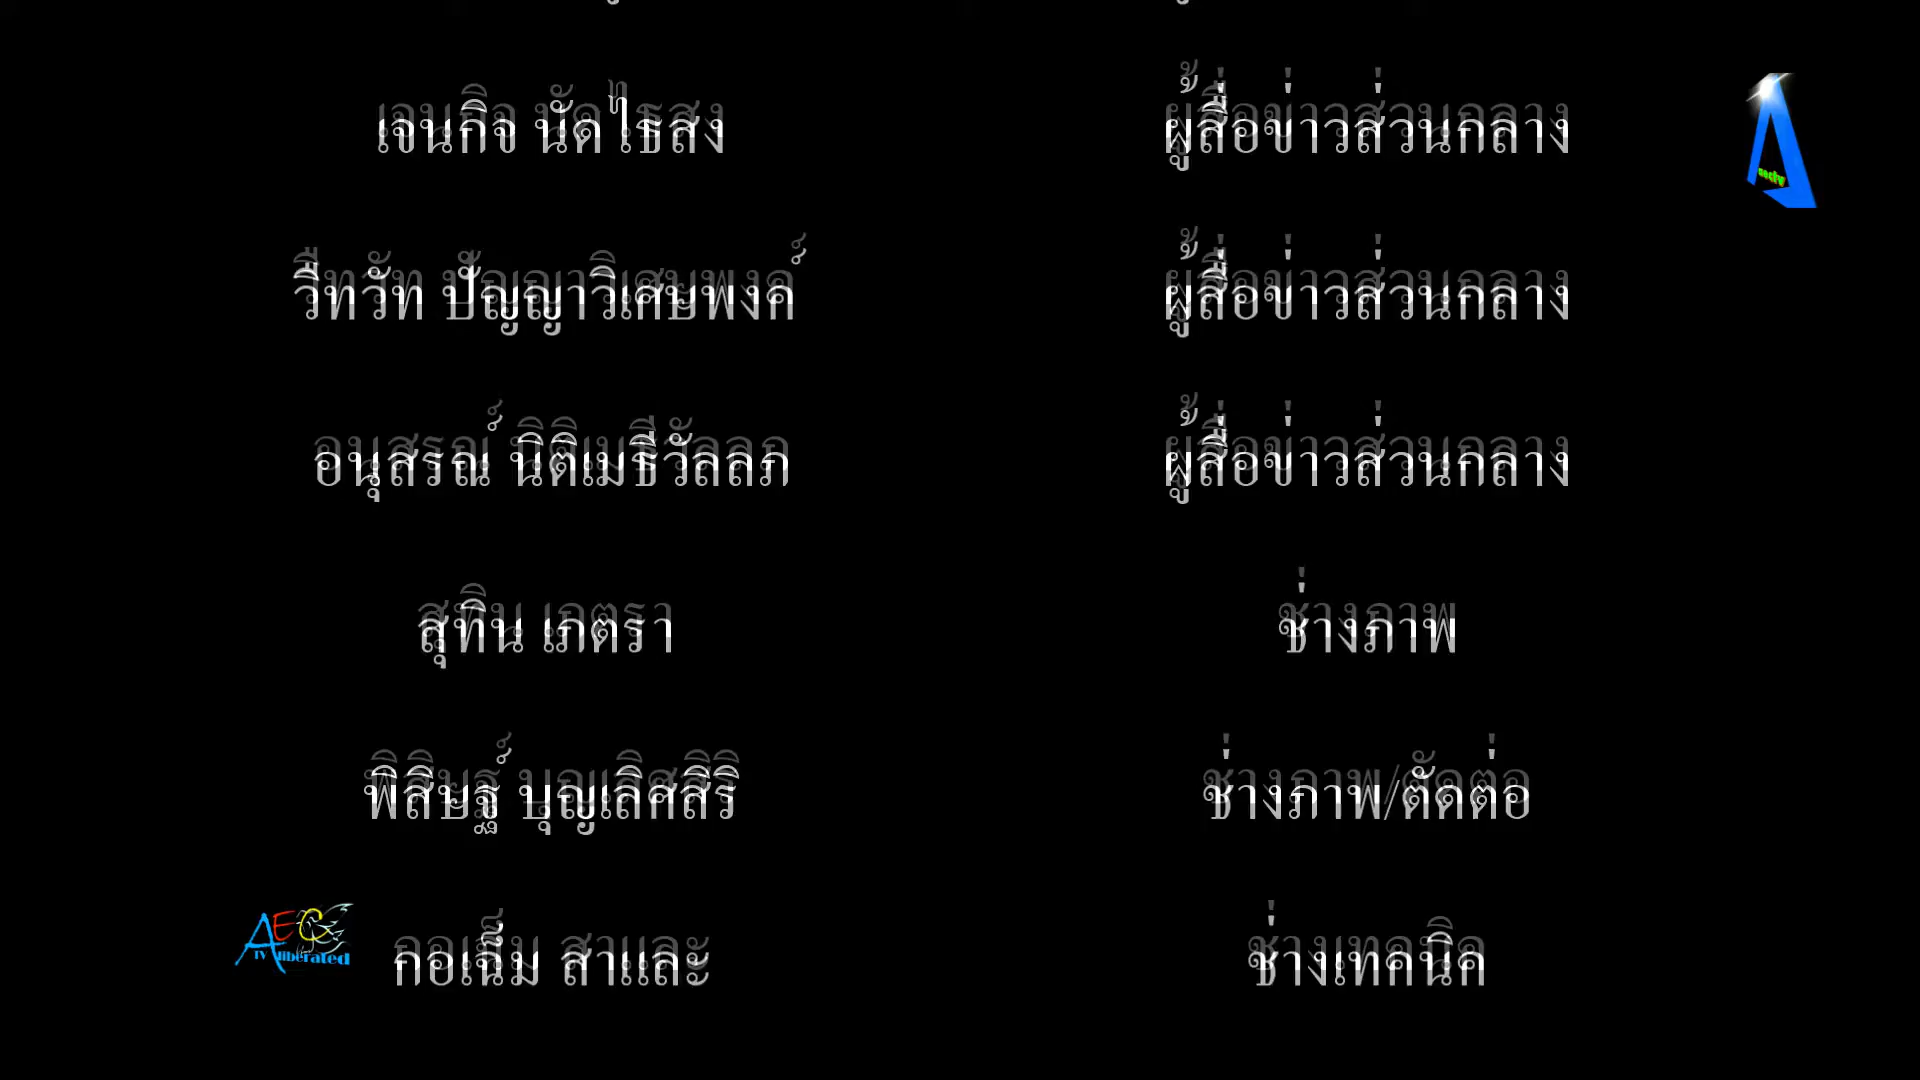 เจนกิจ นัดไธสง ผู้สื่อข่าวส่วนกลาง
aectv
วีทวัท ปัญญาวิเศษพงค์ ผู้สื่อข่าวส่วนกลาง
อนุสรณ์ นิติเมธีวัลลภ ผู้สื่อข่าวส่วนกลาง
สุทิน เภตรา ช่างภาพ
พิสิษฐ์ บุญเลิศสิริ ช่างภาพ/ตัดต่อ
AEC
TV liberated
กอเฉ็ม สาและ ช่างเทคนิค